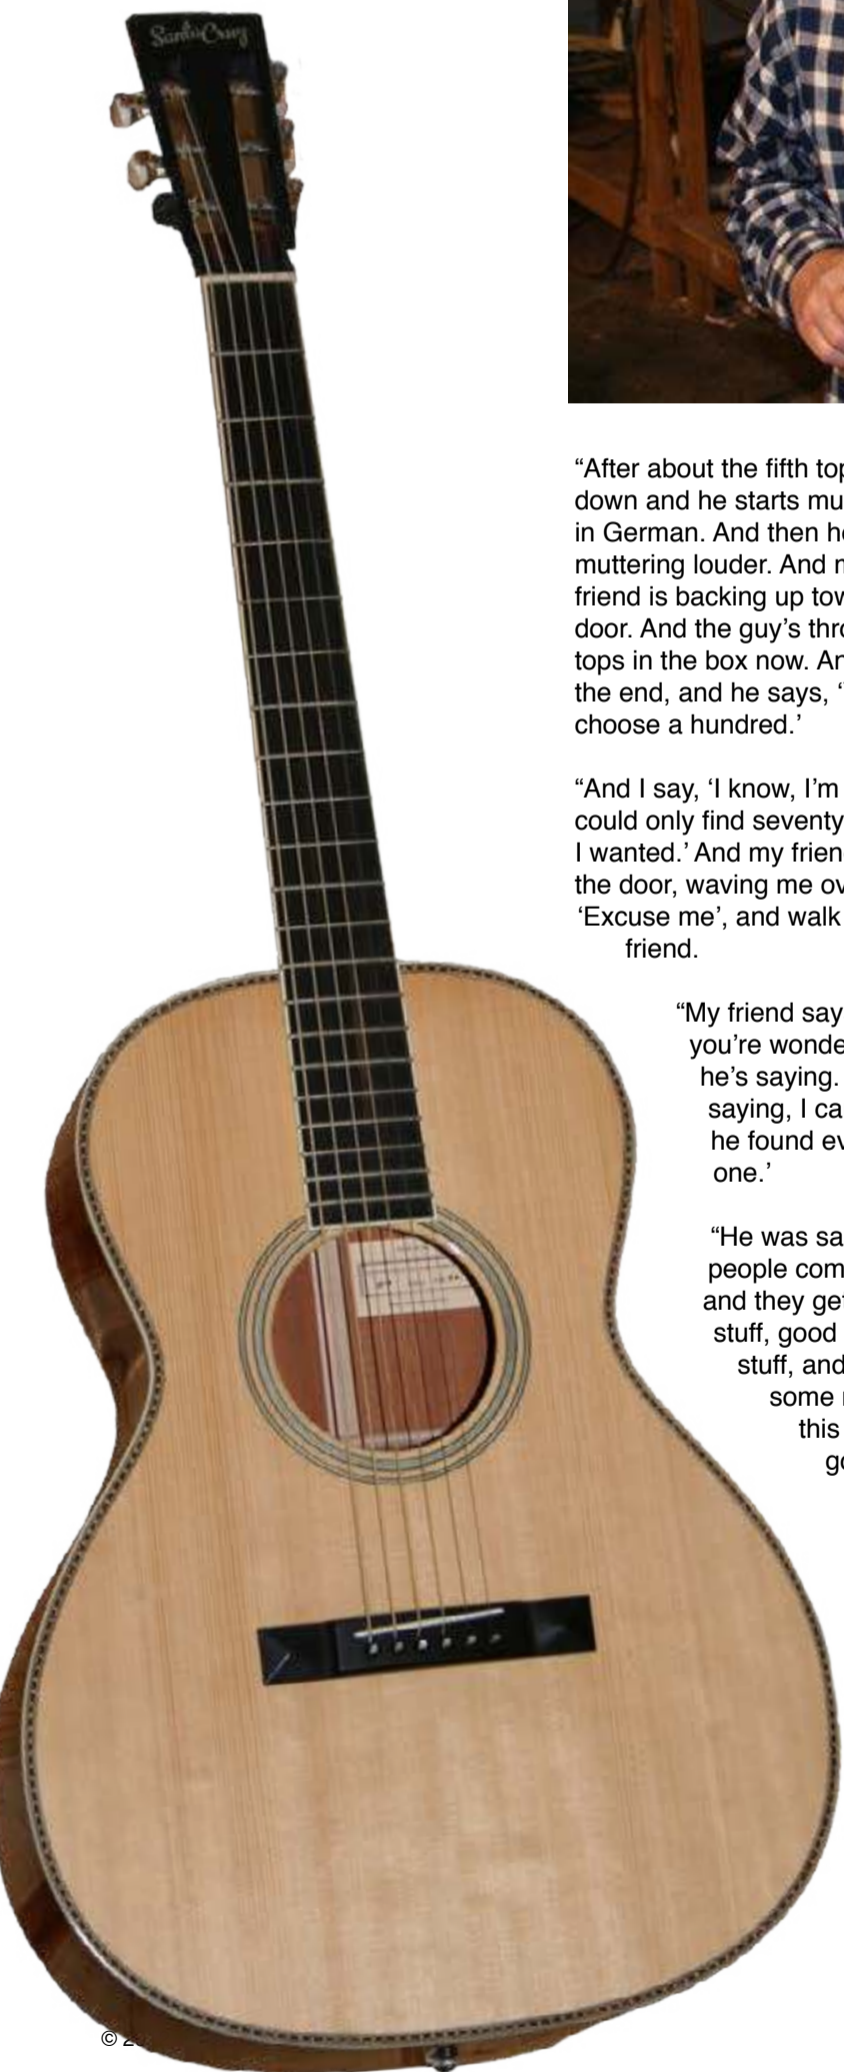 Santa Cruz
“After about the fifth top
down and he starts mu
in German. And then he
muttering louder. And m
friend is backing up tow
door. And the guy’s thro
tops in the box now. An
the end, and he says, ‘
choose a hundred.’
“And I say, ‘I know, I’m
could only find seventy
I wanted.’ And my frien
the door, waving me ov
‘Excuse me’, and walk
friend.
“My friend say
you’re wonde
he’s saying.
saying, I ca
he found ev
one.’
“He was sa
people com
and they get
stuff, good
stuff, and
some
this
go
©